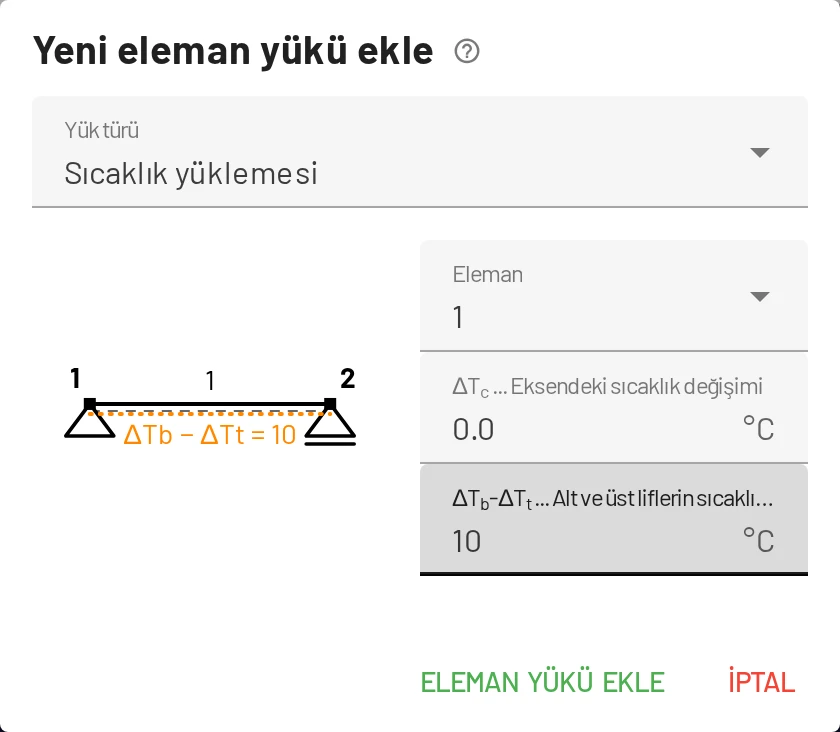 Yeni eleman yükü ekle
Yük türü
Sıcaklık yüklemesi
Eleman
1
1 1 2
ΔTb − ΔTt = 10
ΔTc ... Eksendeki sıcaklık değişimi
0.0 °C
ΔTb-ΔTt ... Alt ve üst liflerin sıcaklı...
10 °C
ELEMAN YÜKÜ EKLE İPTAL